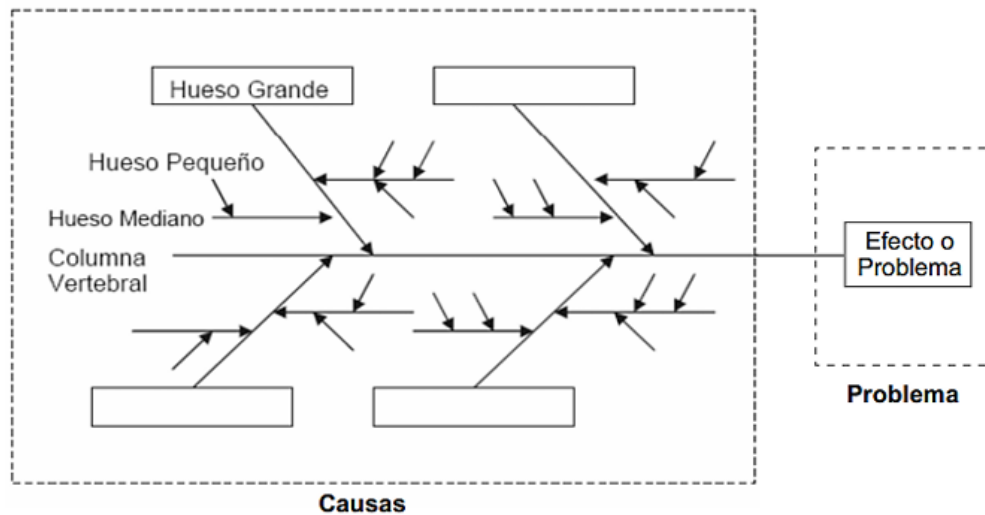 Hueso Grande
Hueso Pequeño
Hueso Mediano
Columna
Vertebral
Efecto o
Problema
Problema
Causas